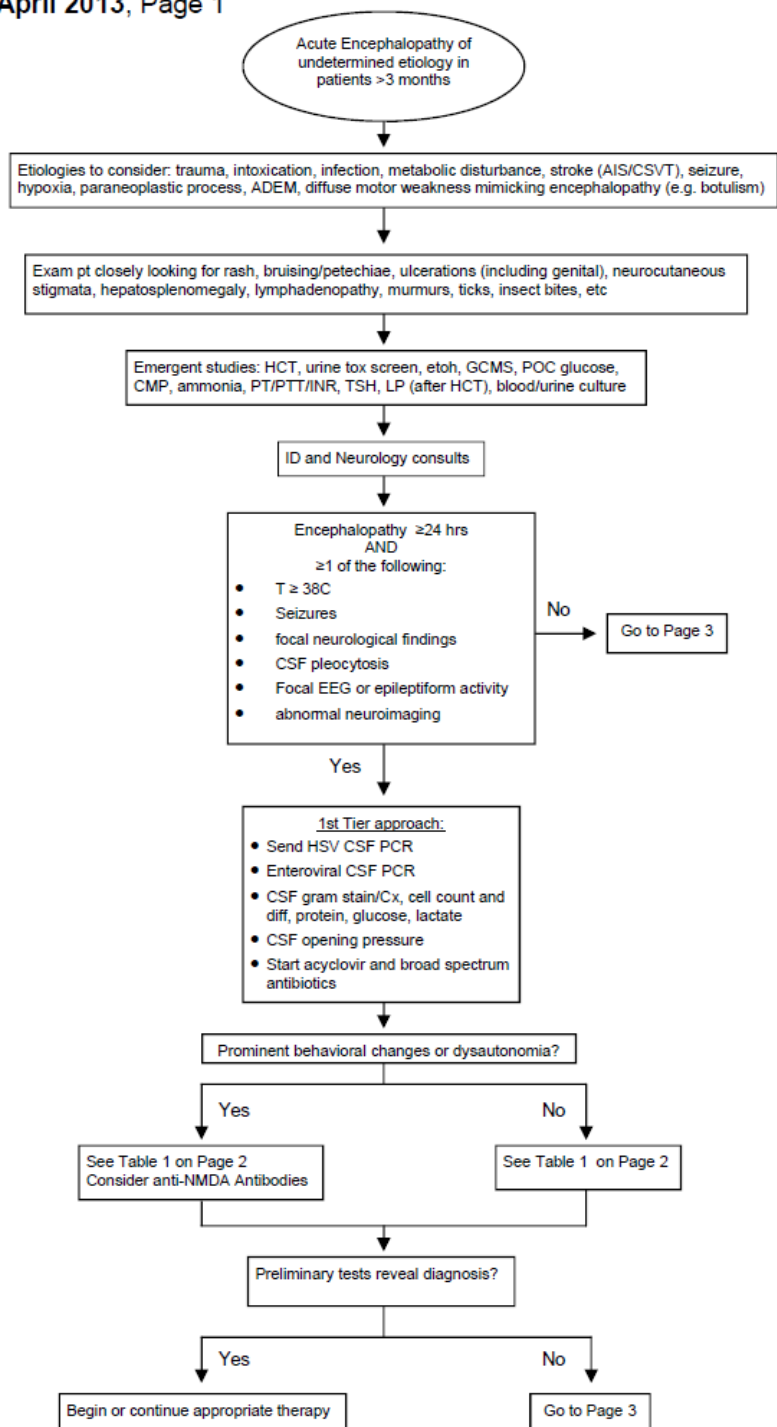 April 2013, Page 1
Acute Encephalopathy of
undetermined etiology in
patients >3 months
Etiologies to consider: trauma, intoxication, infection, metabolic disturbance, stroke (AIS/CSVT), seizure,
hypoxia, paraneoplastic process, ADEM, diffuse motor weakness mimicking encephalopathy (e.g. botulism)
Exam pt closely looking for rash, bruising/petechiae, ulcerations (including genital), neurocutaneous
stigmata, hepatosplenomegaly, lymphadenopathy, murmurs, ticks, insect bites, etc
Emergent studies: HCT, urine tox screen, etoh, GCMS, POC glucose,
CMP, ammonia, PT/PTT/INR, TSH, LP (after HCT), blood/urine culture
ID and Neurology consults
Encephalopathy ≥24 hrs
AND
≥1 of the following:
• T ≥ 38C
• Seizures
• focal neurological findings
• CSF pleocytosis
• Focal EEG or epileptiform activity
• abnormal neuroimaging
No
Go to Page 3
Yes
1st Tier approach:
• Send HSV CSF PCR
• Enteroviral CSF PCR
• CSF gram stain/Cx, cell count and
diff, protein, glucose, lactate
• CSF opening pressure
• Start acyclovir and broad spectrum
antibiotics
Prominent behavioral changes or dysautonomia?
Yes
No
See Table 1 on Page 2
Consider anti-NMDA Antibodies
See Table 1 on Page 2
Preliminary tests reveal diagnosis?
Yes
No
Begin or continue appropriate therapy
Go to Page 3